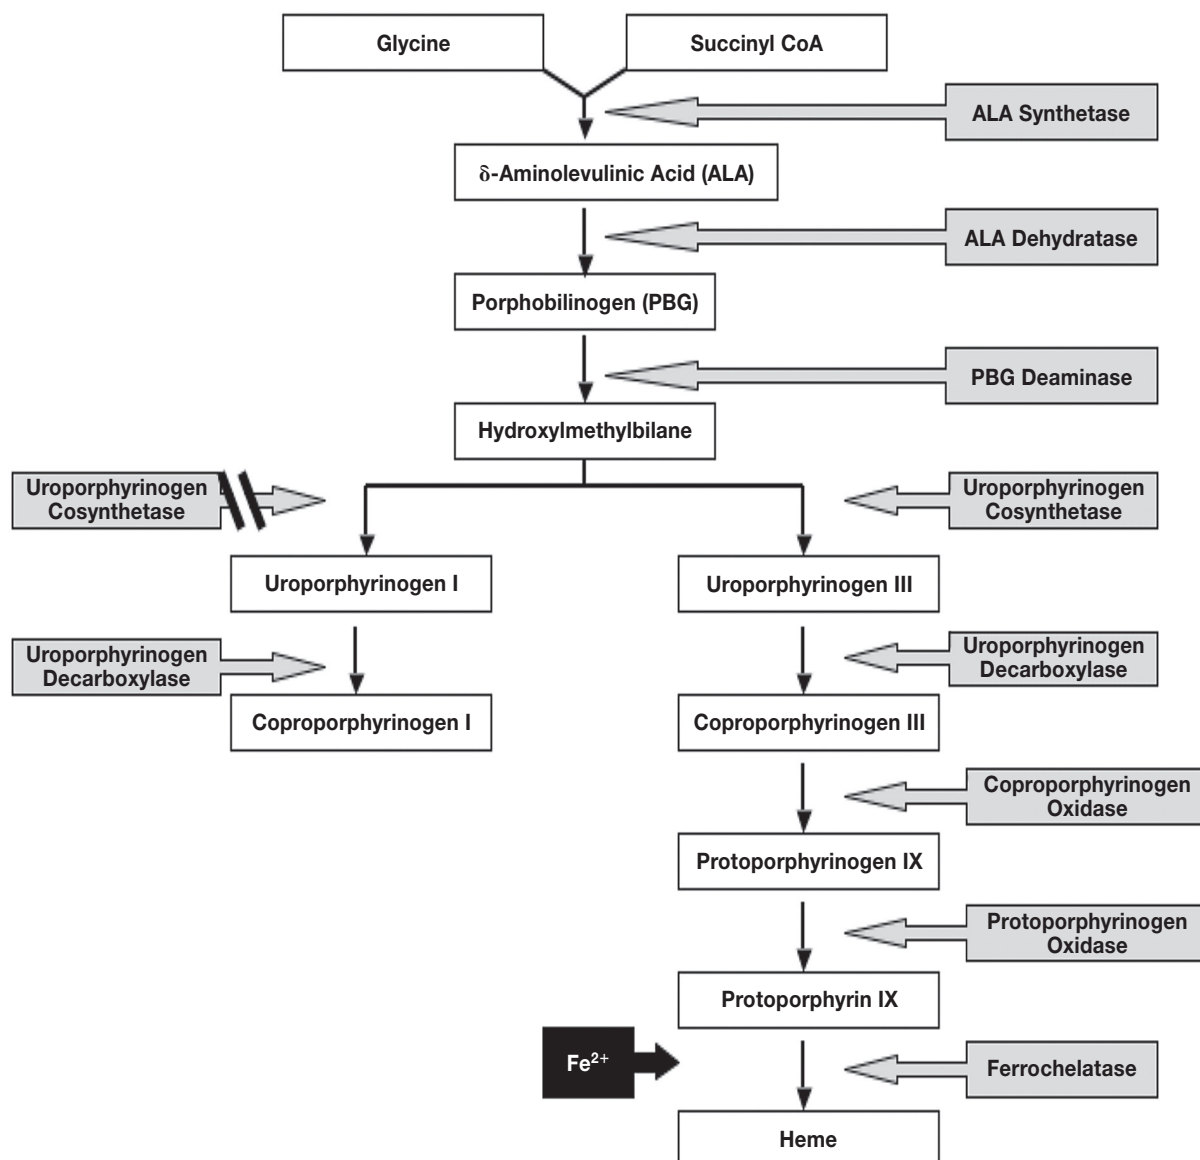 Glycine
Succinyl CoA
ALA Synthetase
δ-Aminolevulinic Acid (ALA)
ALA Dehydratase
Porphobilinogen (PBG)
PBG Deaminase
Hydroxylmethylbilane
Uroporphyrinogen
Cosynthetase
Uroporphyrinogen
Cosynthetase
Uroporphyrinogen I
Uroporphyrinogen III
Uroporphyrinogen
Decarboxylase
Uroporphyrinogen
Decarboxylase
Coproporphyrinogen I
Coproporphyrinogen III
Coproporphyrinogen
Oxidase
Protoporphyrinogen IX
Protoporphyrinogen
Oxidase
Protoporphyrin IX
Fe²⁺
Ferrochelatase
Heme